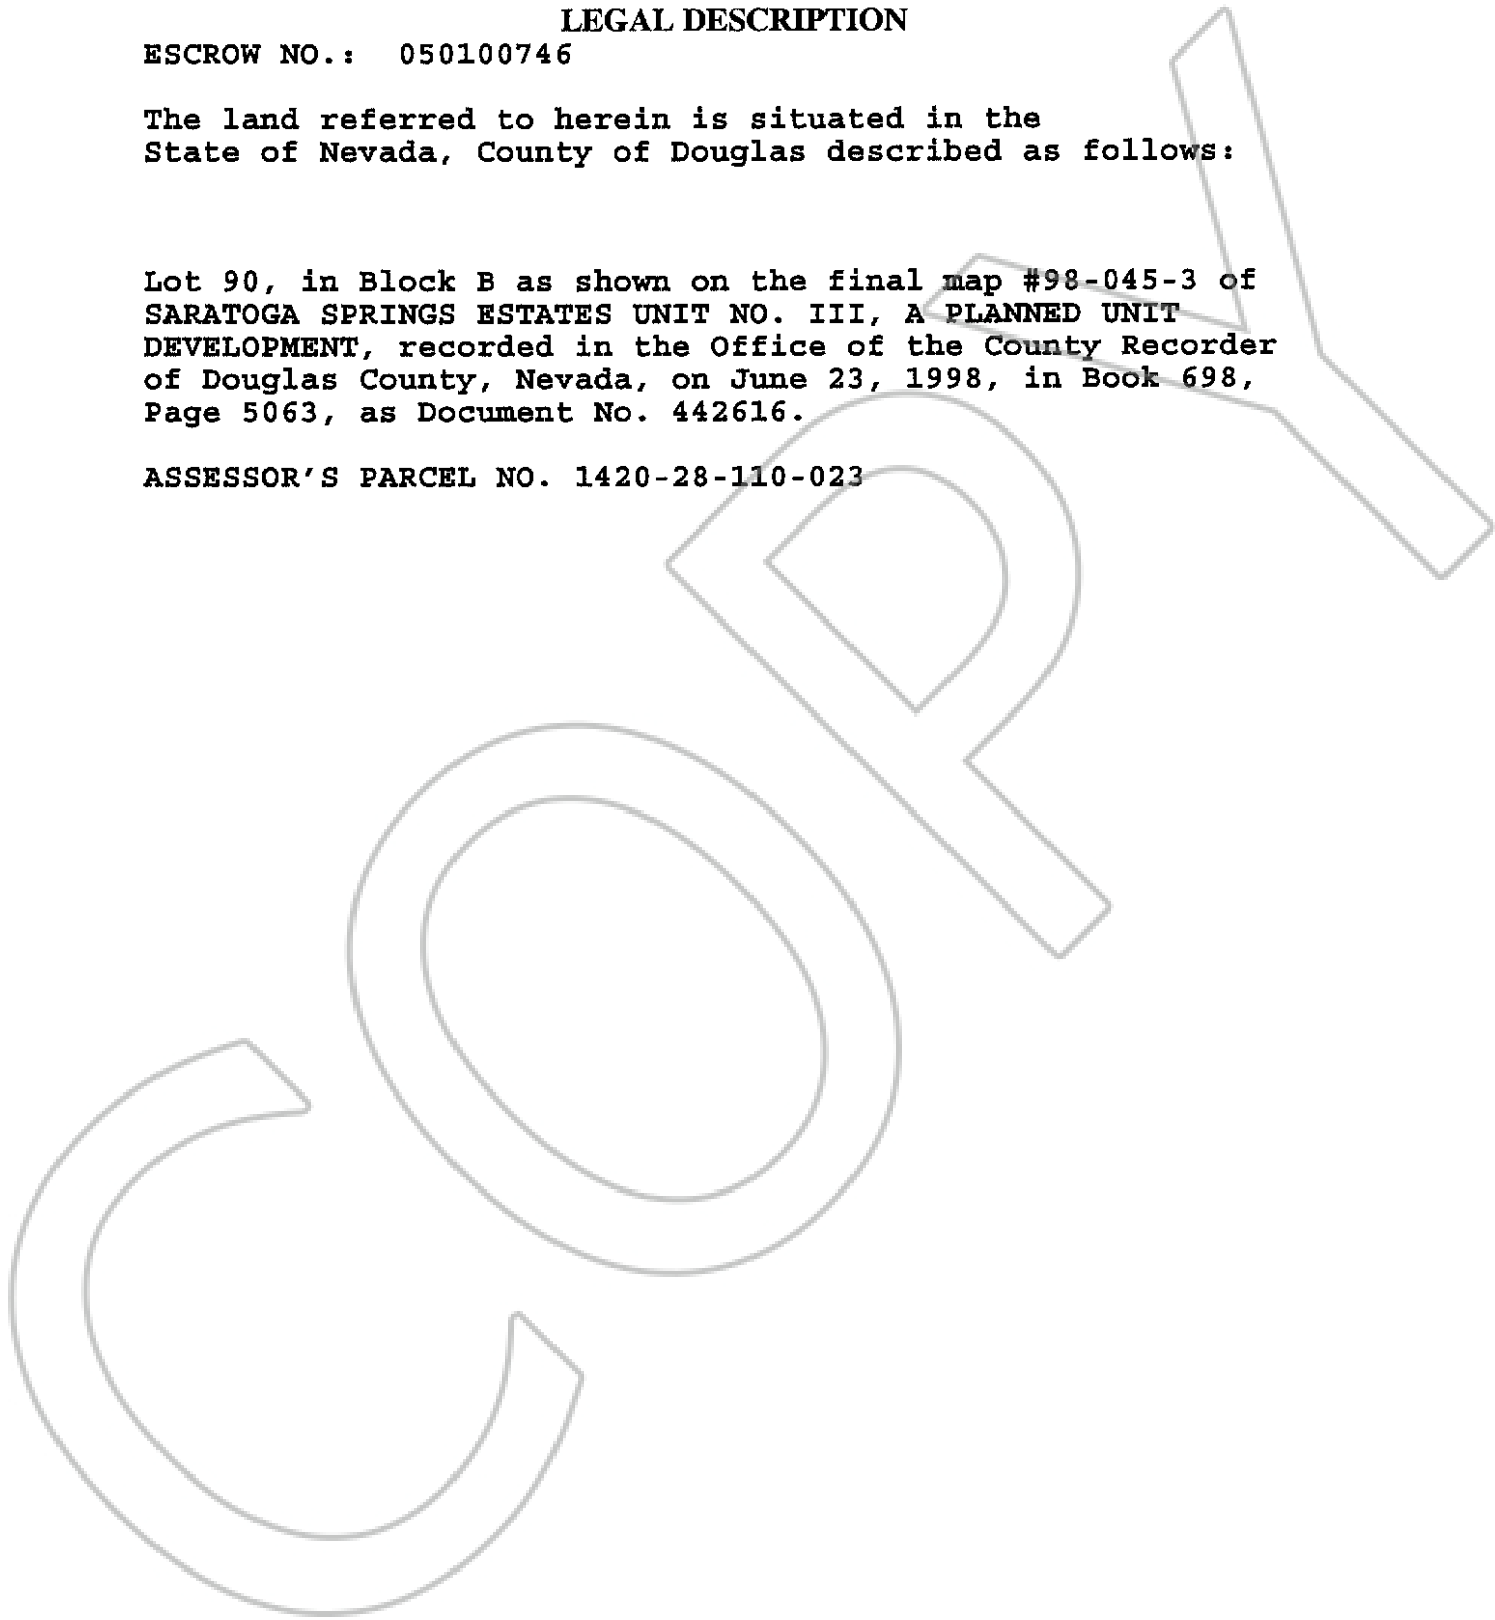 LEGAL DESCRIPTION
ESCROW NO.: 050100746
The land referred to herein is situated in the
State of Nevada, County of Douglas described as follows:
Lot 90, in Block B as shown on the final map #98-045-3 of
SARATOGA SPRINGS ESTATES UNIT NO. III, A PLANNED UNIT
DEVELOPMENT, recorded in the Office of the County Recorder
of Douglas County, Nevada, on June 23, 1998, in Book 698,
Page 5063, as Document No. 442616.
ASSESSOR'S PARCEL NO. 1420-28-110-023
COPY